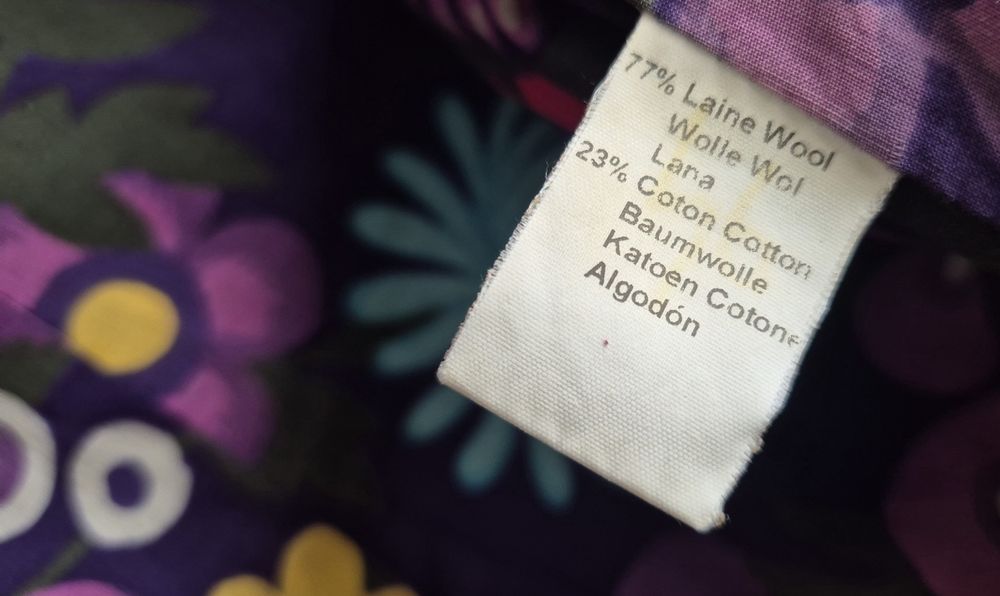 77% Laine Wool
Wolle Wol
Lana
23% Coton Cotton
Baumwolle
Katoen Cotone
Algodón